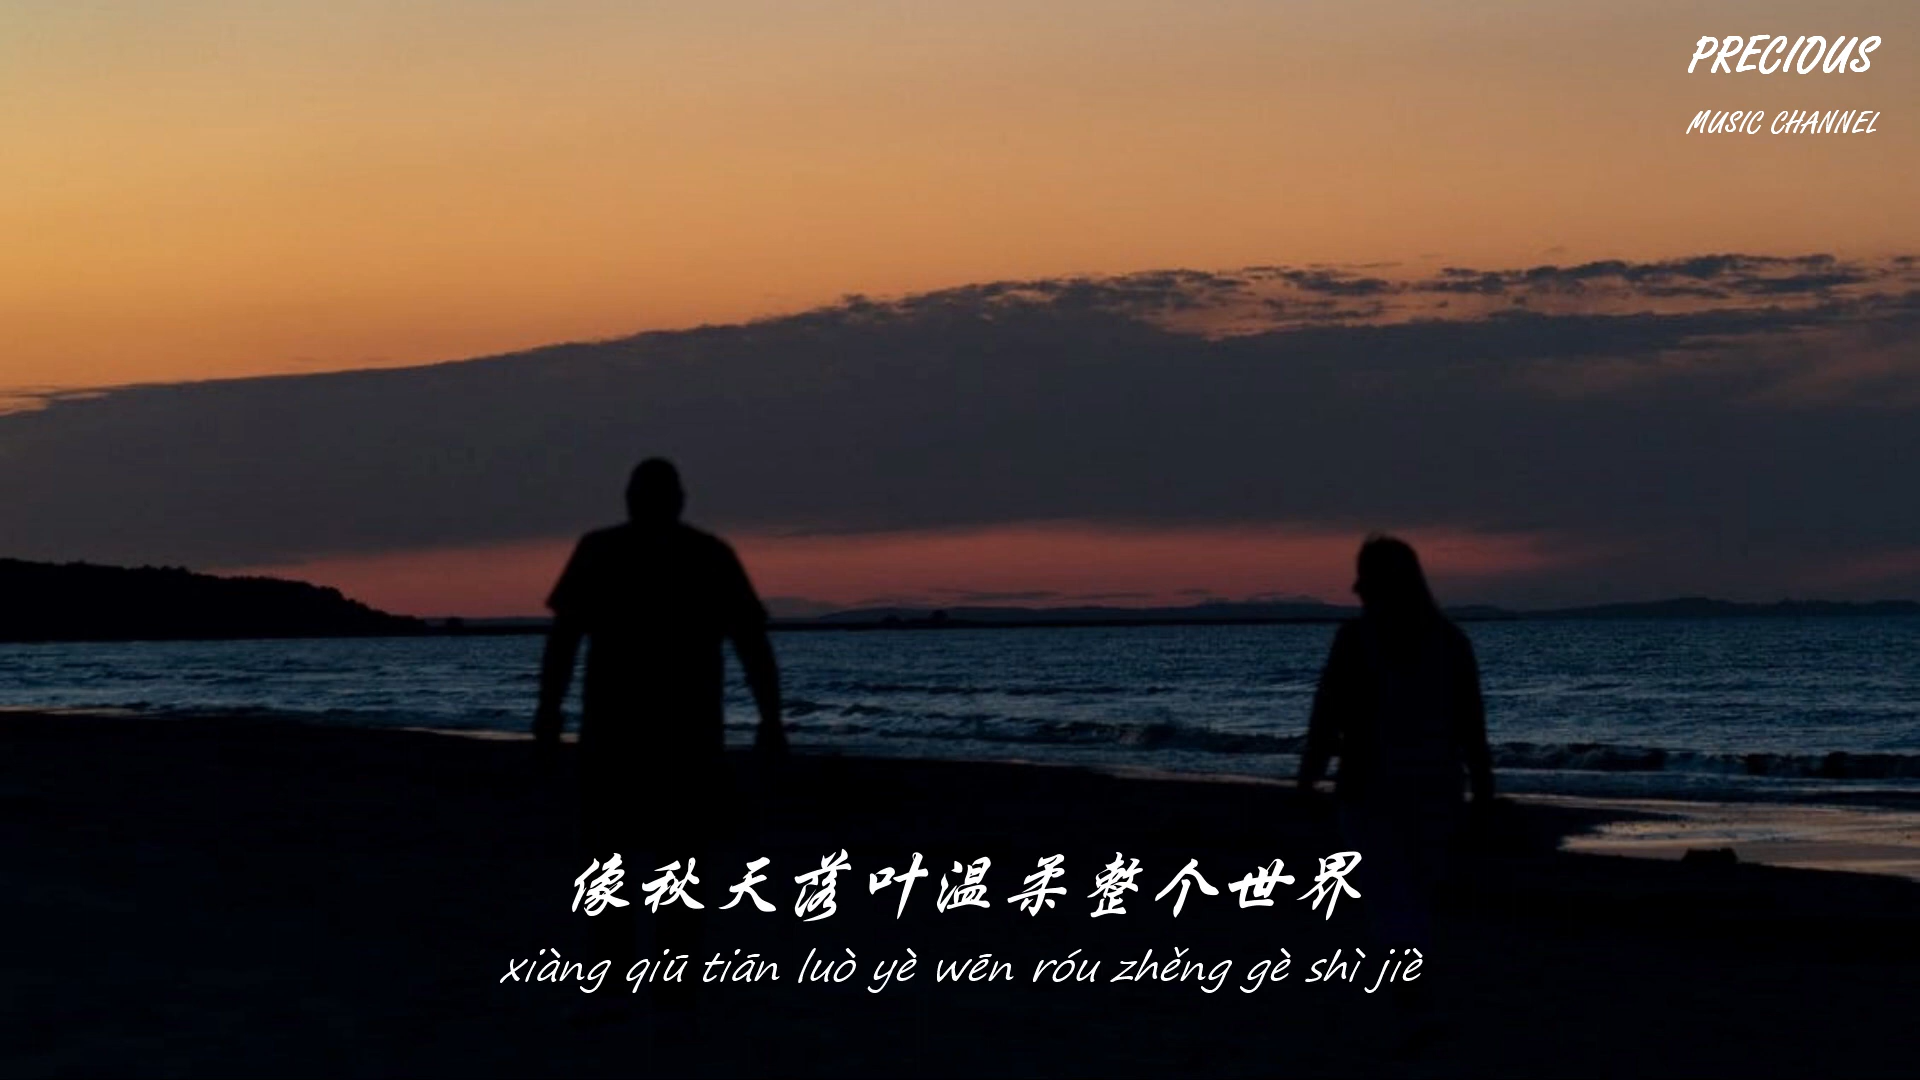 PRECIOUS
MUSIC CHANNEL
像秋天落叶温柔整个世界
xiàng qiū tiān luò yè wēn róu zhěng gè shì jiè